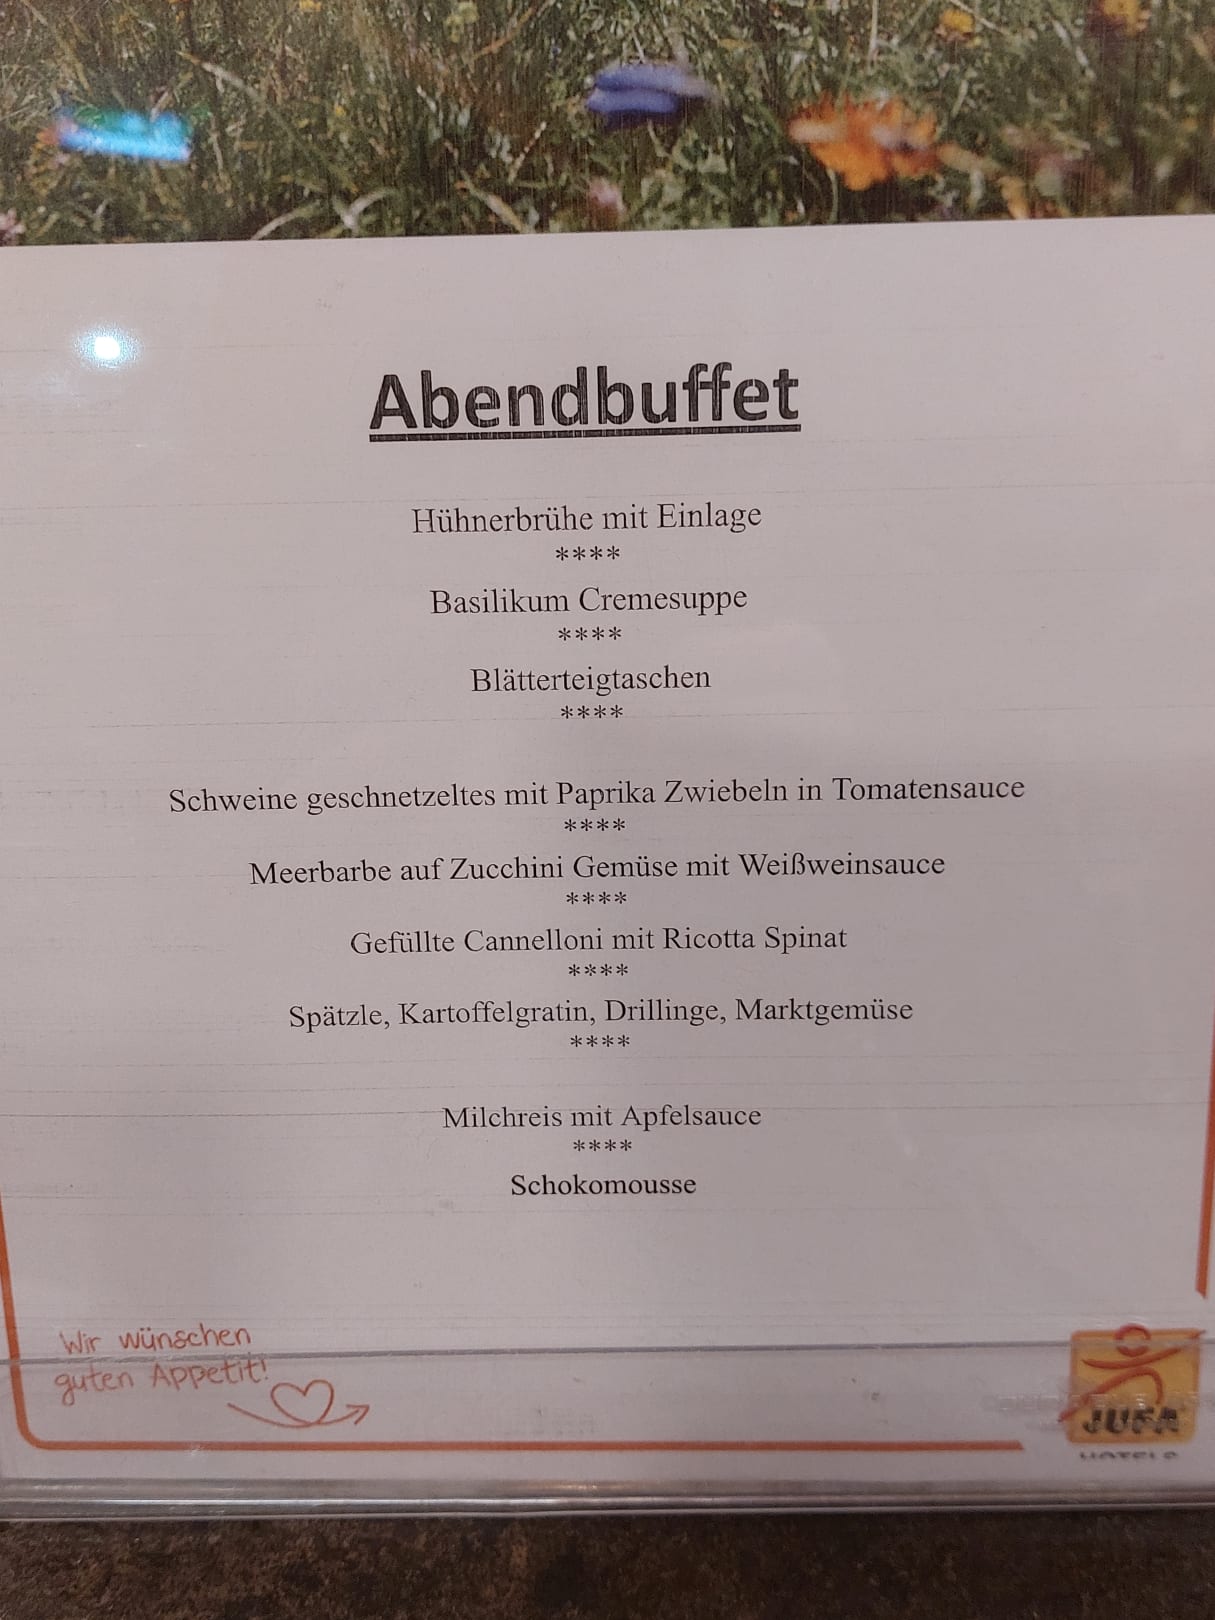 Abendbuffet
Hühnerbrühe mit Einlage
****
Basilikum Cremesuppe
****
Blätterteigtaschen
****
Schweine geschnetzeltes mit Paprika Zwiebeln in Tomatensauce
****
Meerbarbe auf Zucchini Gemüse mit Weißweinsauce
****
Gefüllte Cannelloni mit Ricotta Spinat
****
Spätzle, Kartoffelgratin, Drillinge, Marktgemüse
****
Milchreis mit Apfelsauce
****
Schokomousse
Wir wünschen
guten Appetit!
JUFA
HOTELS